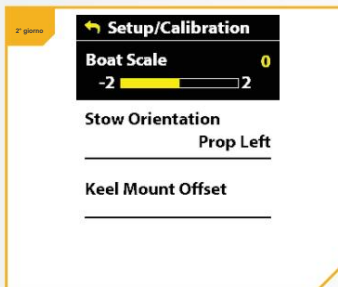 2° giorno
Setup/Calibration
Boat Scale 0
-2 2
Stow Orientation
Prop Left
Keel Mount Offset